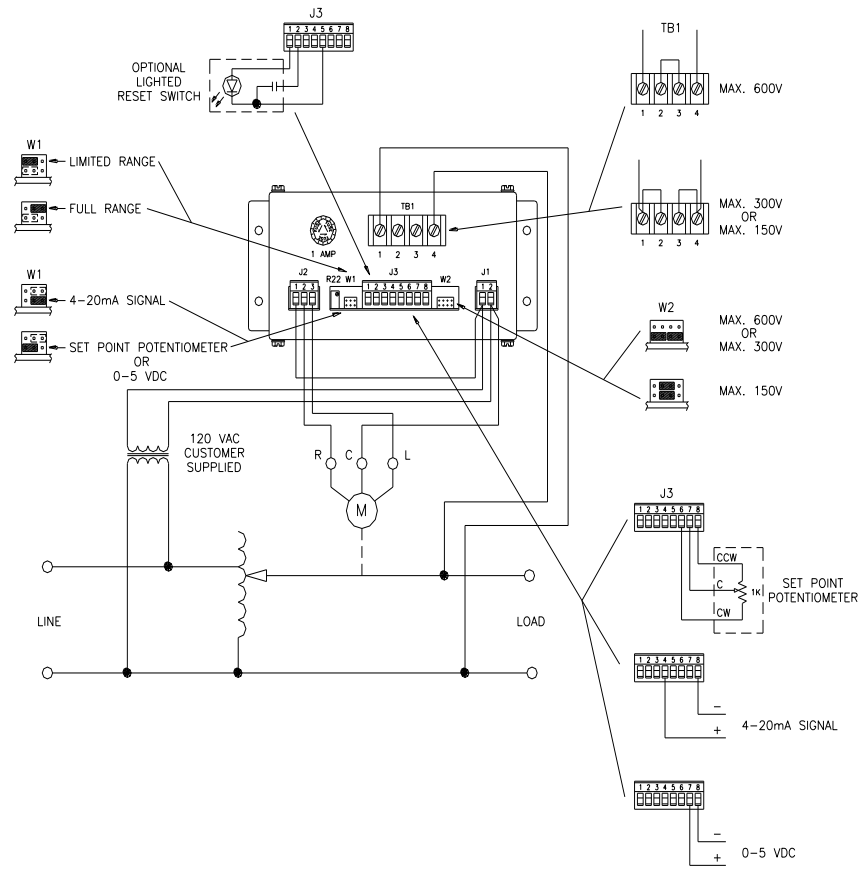 J3
1 2 3 4 5 6 7 8
OPTIONAL
LIGHTED
RESET SWITCH
TB1
MAX. 600V
1 2 3 4
W1
LIMITED RANGE
FULL RANGE
MAX. 300V
OR
MAX. 150V
1 2 3 4
TB1
1 AMP
1 2 3 4
J2
1 2 3
R22 W1
J3
1 2 3 4 5 6 7 8
W2
J1
1 2
W1
4-20mA SIGNAL
SET POINT POTENTIOMETER
OR
0-5 VDC
W2
MAX. 600V
OR
MAX. 300V
MAX. 150V
120 VAC
CUSTOMER
SUPPLIED
R C L
M
LINE
LOAD
J3
1 2 3 4 5 6 7 8
CCW
C
CW
1K
SET POINT
POTENTIOMETER
1 2 3 4 5 6 7 8
-
+
4-20mA SIGNAL
1 2 3 4 5 6 7 8
-
+
0-5 VDC